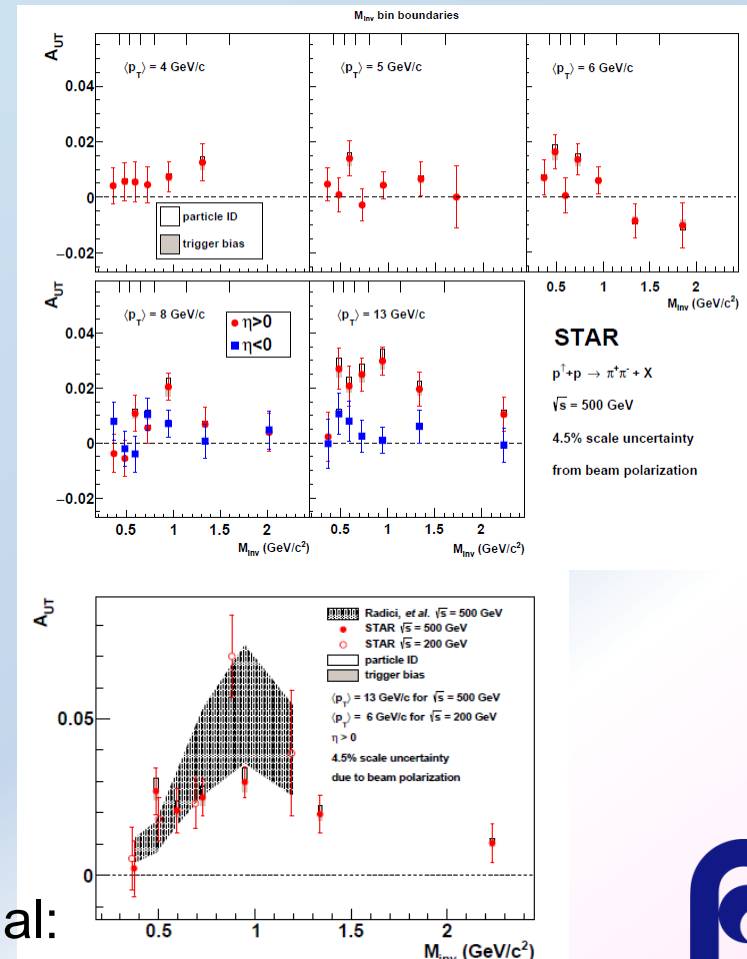 M_inv bin boundaries
A_UT
⟨p_T⟩ = 4 GeV/c
⟨p_T⟩ = 5 GeV/c
⟨p_T⟩ = 6 GeV/c
0.04
0.02
0
−0.02
particle ID
trigger bias
0.5 1 1.5 2
M_inv (GeV/c²)
A_UT
⟨p_T⟩ = 8 GeV/c
η>0
η<0
⟨p_T⟩ = 13 GeV/c
0.04
0.02
0
−0.02
0.5 1 1.5 2
M_inv (GeV/c²)
0.5 1 1.5 2
M_inv (GeV/c²)
STAR
p↑+p → π⁺π⁻ + X
√s = 500 GeV
4.5% scale uncertainty
from beam polarization
A_UT
Radici, et al. √s = 500 GeV
STAR √s = 500 GeV
STAR √s = 200 GeV
particle ID
trigger bias
⟨p_T⟩ = 13 GeV/c for √s = 500 GeV
⟨p_T⟩ = 6 GeV/c for √s = 200 GeV
η > 0
4.5% scale uncertainty
due to beam polarization
0.05
0
0.5 1 1.5 2
M_inv (GeV/c²)
al: